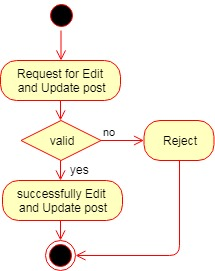 Request for Edit
and Update post
valid
no
Reject
yes
successfully Edit
and Update post